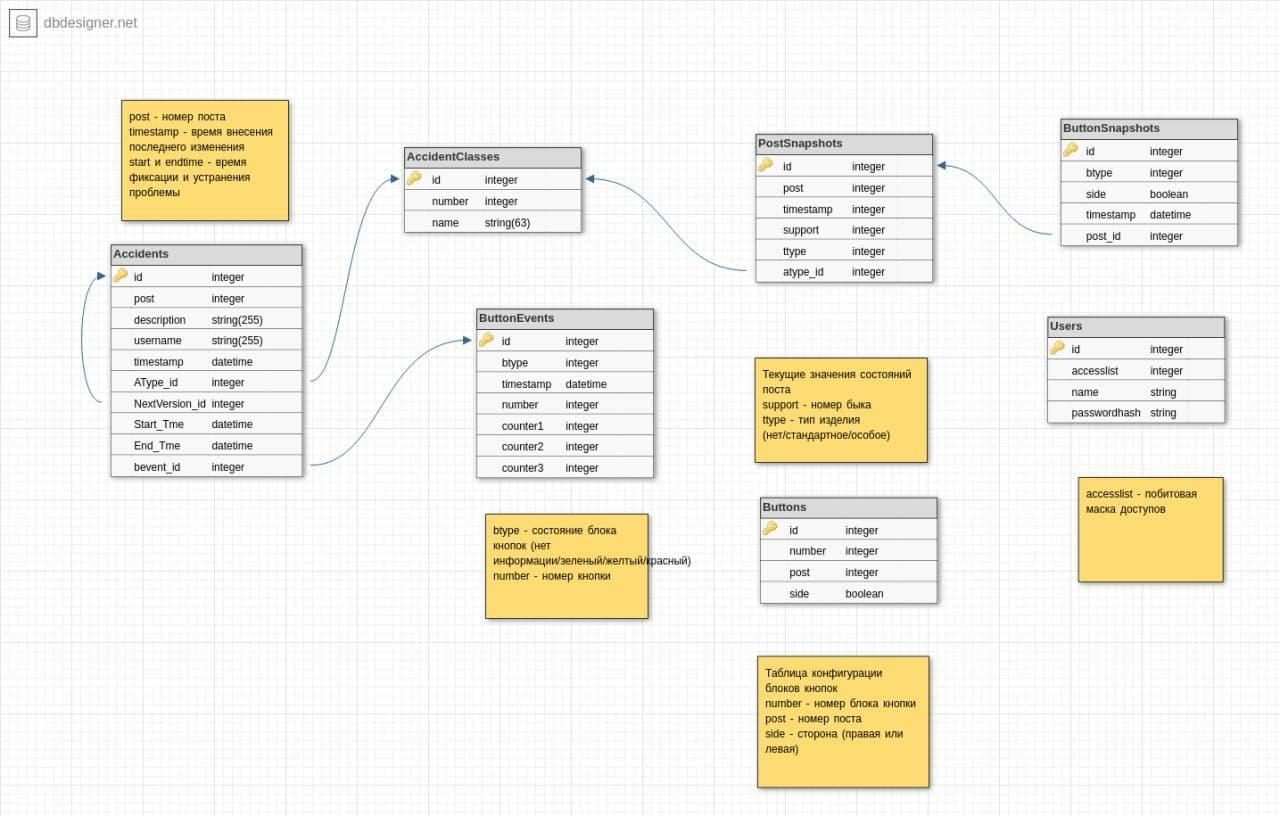 dbdesigner.net
post - номер поста
timestamp - время внесения
последнего изменения
start и endtime - время
фиксации и устранения
проблемы
Accidents
id integer
post integer
description string(255)
username string(255)
timestamp datetime
AType_id integer
NextVersion_id integer
Start_Tme datetime
End_Tme datetime
bevent_id integer
AccidentClasses
id integer
number integer
name string(63)
ButtonEvents
id integer
btype integer
timestamp datetime
number integer
counter1 integer
counter2 integer
counter3 integer
btype - состояние блока
кнопок (нет
информации/зеленый/желтый/красный)
number - номер кнопки
PostSnapshots
id integer
post integer
timestamp integer
support integer
ttype integer
atype_id integer
Текущие значения состояний
поста
support - номер быка
ttype - тип изделия
(нет/стандартное/особое)
Buttons
id integer
number integer
post integer
side boolean
Таблица конфигурации
блоков кнопок
number - номер блока кнопки
post - номер поста
side - сторона (правая или
левая)
ButtonSnapshots
id integer
btype integer
side boolean
timestamp datetime
post_id integer
Users
id integer
accesslist integer
name string
passwordhash string
accesslist - побитовая
маска доступов